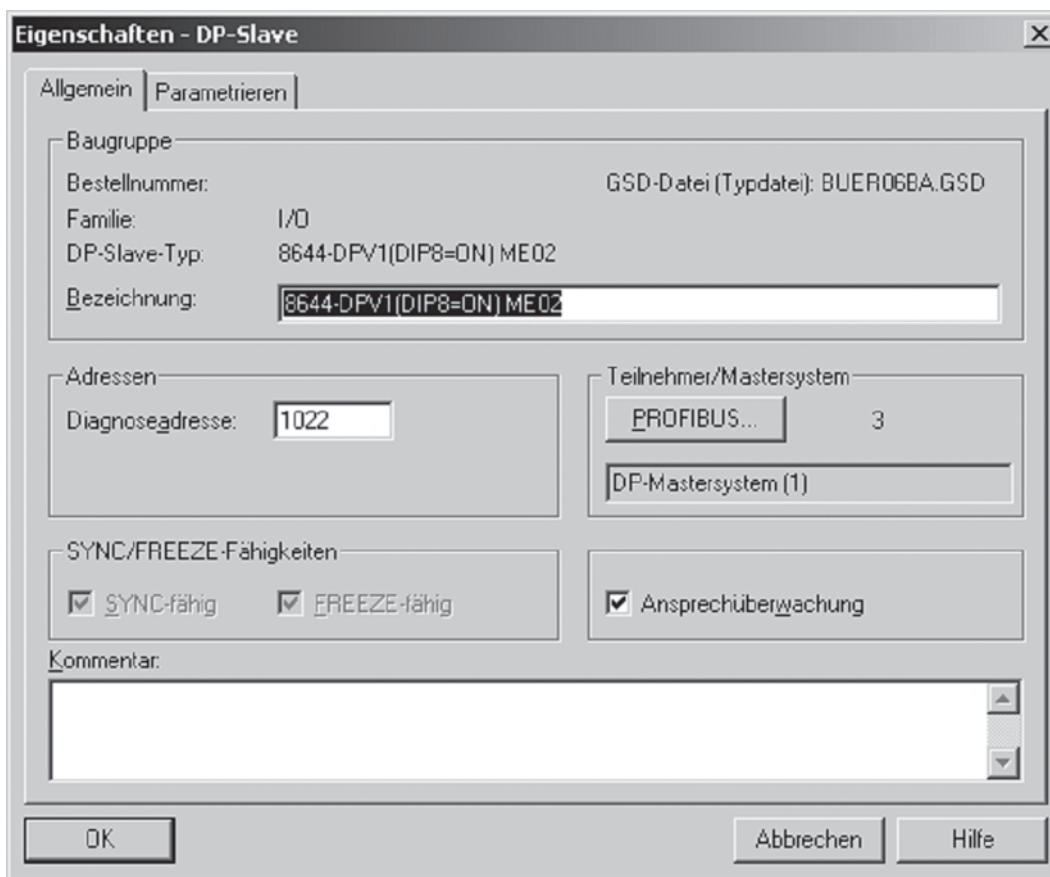 Eigenschaften - DP-Slave
Allgemein
Parametrieren
Baugruppe
Bestellnummer:
GSD-Datei (Typdatei): BUER06BA.GSD
Familie:
I/O
DP-Slave-Typ:
8644-DPV1(DIP8=ON) ME02
Bezeichnung:
8644-DPV1(DIP8=ON) ME02
Adressen
Diagnoseadresse:
1022
Teilnehmer/Mastersystem
PROFIBUS...
3
DP-Mastersystem (1)
SYNC/FREEZE-Fähigkeiten
SYNC-fähig
FREEZE-fähig
Ansprechüberwachung
Kommentar:
OK
Abbrechen
Hilfe